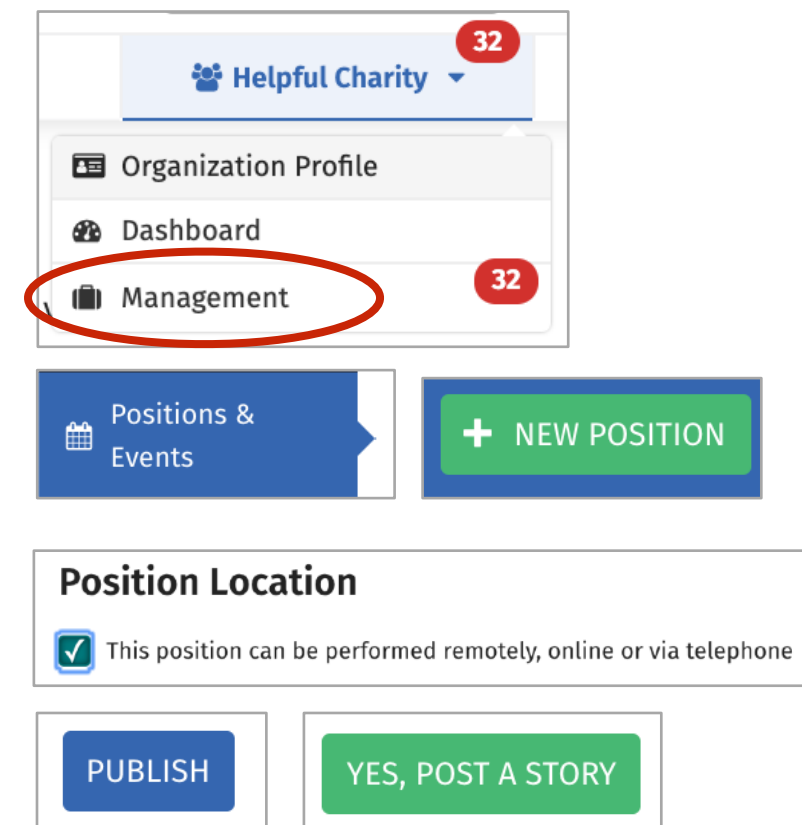 32
Helpful Charity
Organization Profile
Dashboard
Management
32
Positions &
Events
+ NEW POSITION
Position Location
This position can be performed remotely, online or via telephone
PUBLISH
YES, POST A STORY